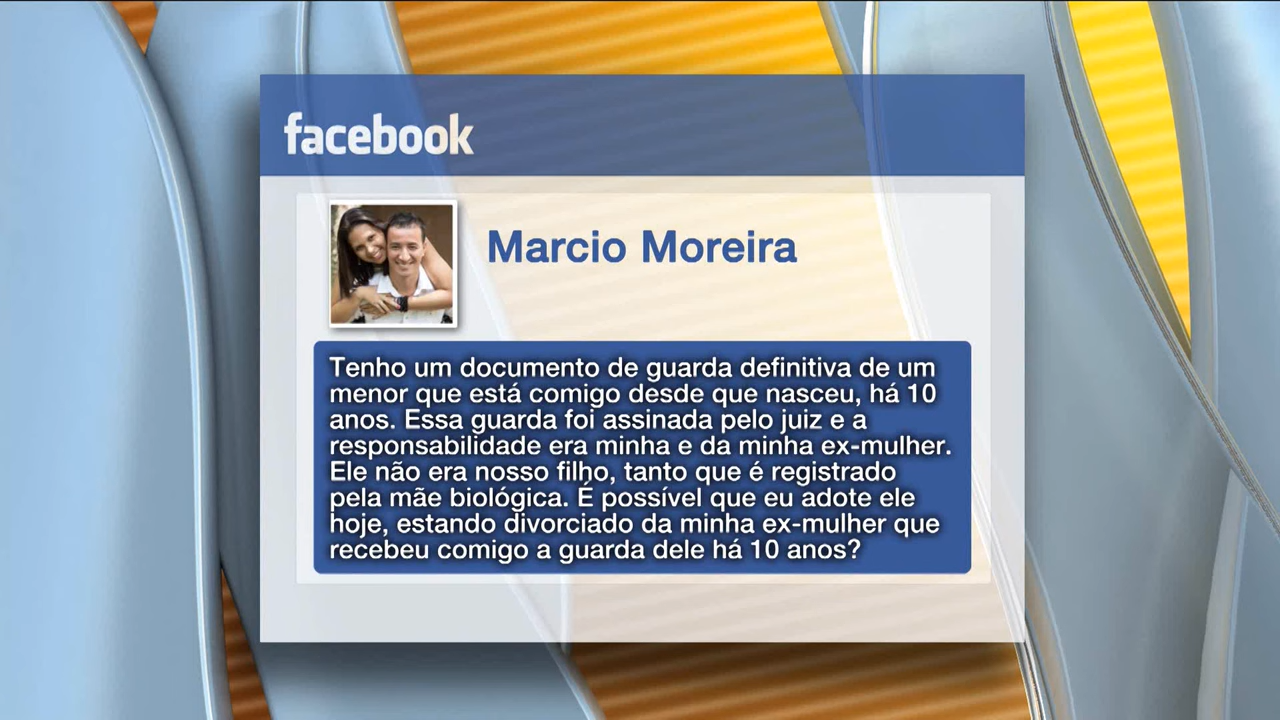 facebook
Marcio Moreira
Tenho um documento de guarda definitiva de um
menor que está comigo desde que nasceu, há 10
anos. Essa guarda foi assinada pelo juiz e a
responsabilidade era minha e da minha ex-mulher.
Ele não era nosso filho, tanto que é registrado
pela mãe biológica. É possível que eu adote ele
hoje, estando divorciado da minha ex-mulher que
recebeu comigo a guarda dele há 10 anos?